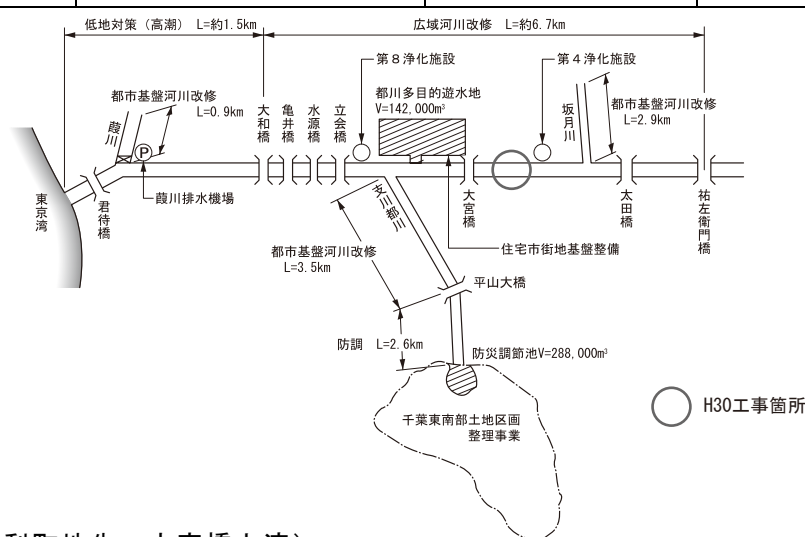 低地対策（高潮） L=約1.5km
広域河川改修 L=約6.7km
第８浄化施設
第４浄化施設
都市基盤河川改修
L=0.9km
葭川
P
大和橋
亀井橋
水源橋
立会橋
都川多目的遊水地
V=142,000m³
坂月川
都市基盤河川改修
L=2.9km
東京湾
君待橋
葭川排水機場
支川都川
大宮橋
太田橋
祐左衛門橋
住宅市街地基盤整備
都市基盤河川改修
L=3.5km
平山大橋
防調 L=2.6km
防災調節池V=288,000m³
千葉東南部土地区画
整理事業
H30工事箇所